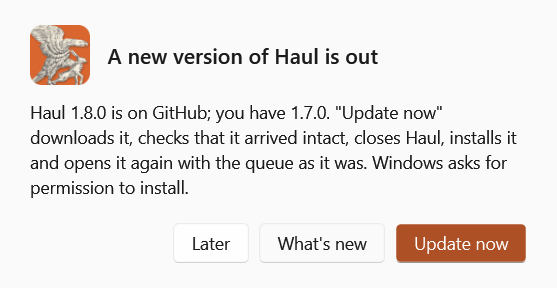 A new version of Haul is out
Haul 1.8.0 is on GitHub; you have 1.7.0. "Update now"
downloads it, checks that it arrived intact, closes Haul, installs it
and opens it again with the queue as it was. Windows asks for
permission to install.
Later
What's new
Update now